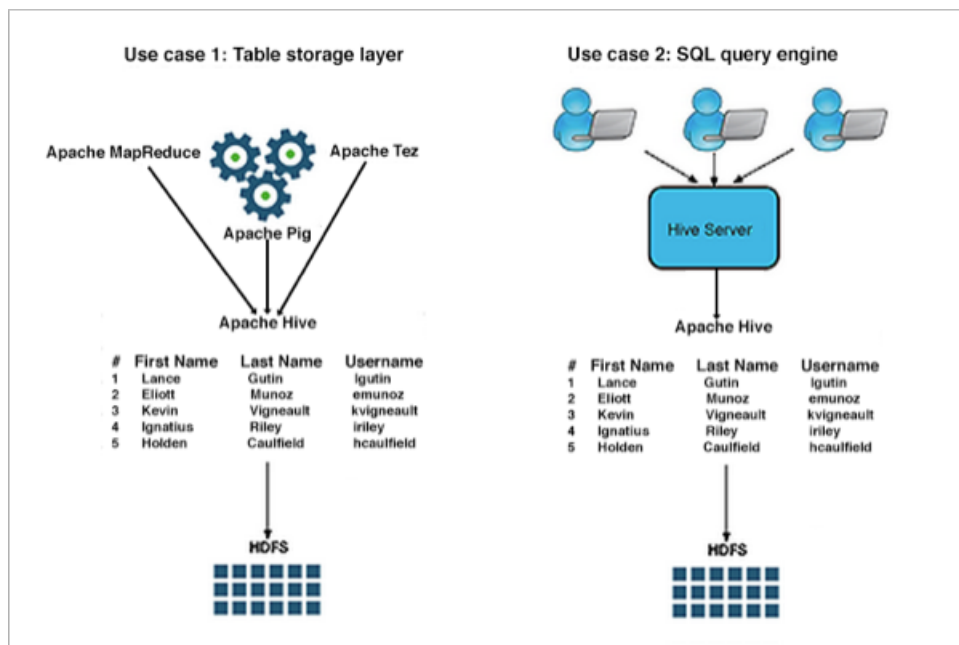 Use case 1: Table storage layer
Apache MapReduce
Apache Tez
Apache Pig
Apache Hive
# First Name Last Name Username
1 Lance Gutin lgutin
2 Eliott Munoz emunoz
3 Kevin Vigneault kvigneault
4 Ignatius Riley iriley
5 Holden Caulfield hcaulfield
HDFS
Use case 2: SQL query engine
Hive Server
Apache Hive
# First Name Last Name Username
1 Lance Gutin lgutin
2 Eliott Munoz emunoz
3 Kevin Vigneault kvigneault
4 Ignatius Riley iriley
5 Holden Caulfield hcaulfield
HDFS